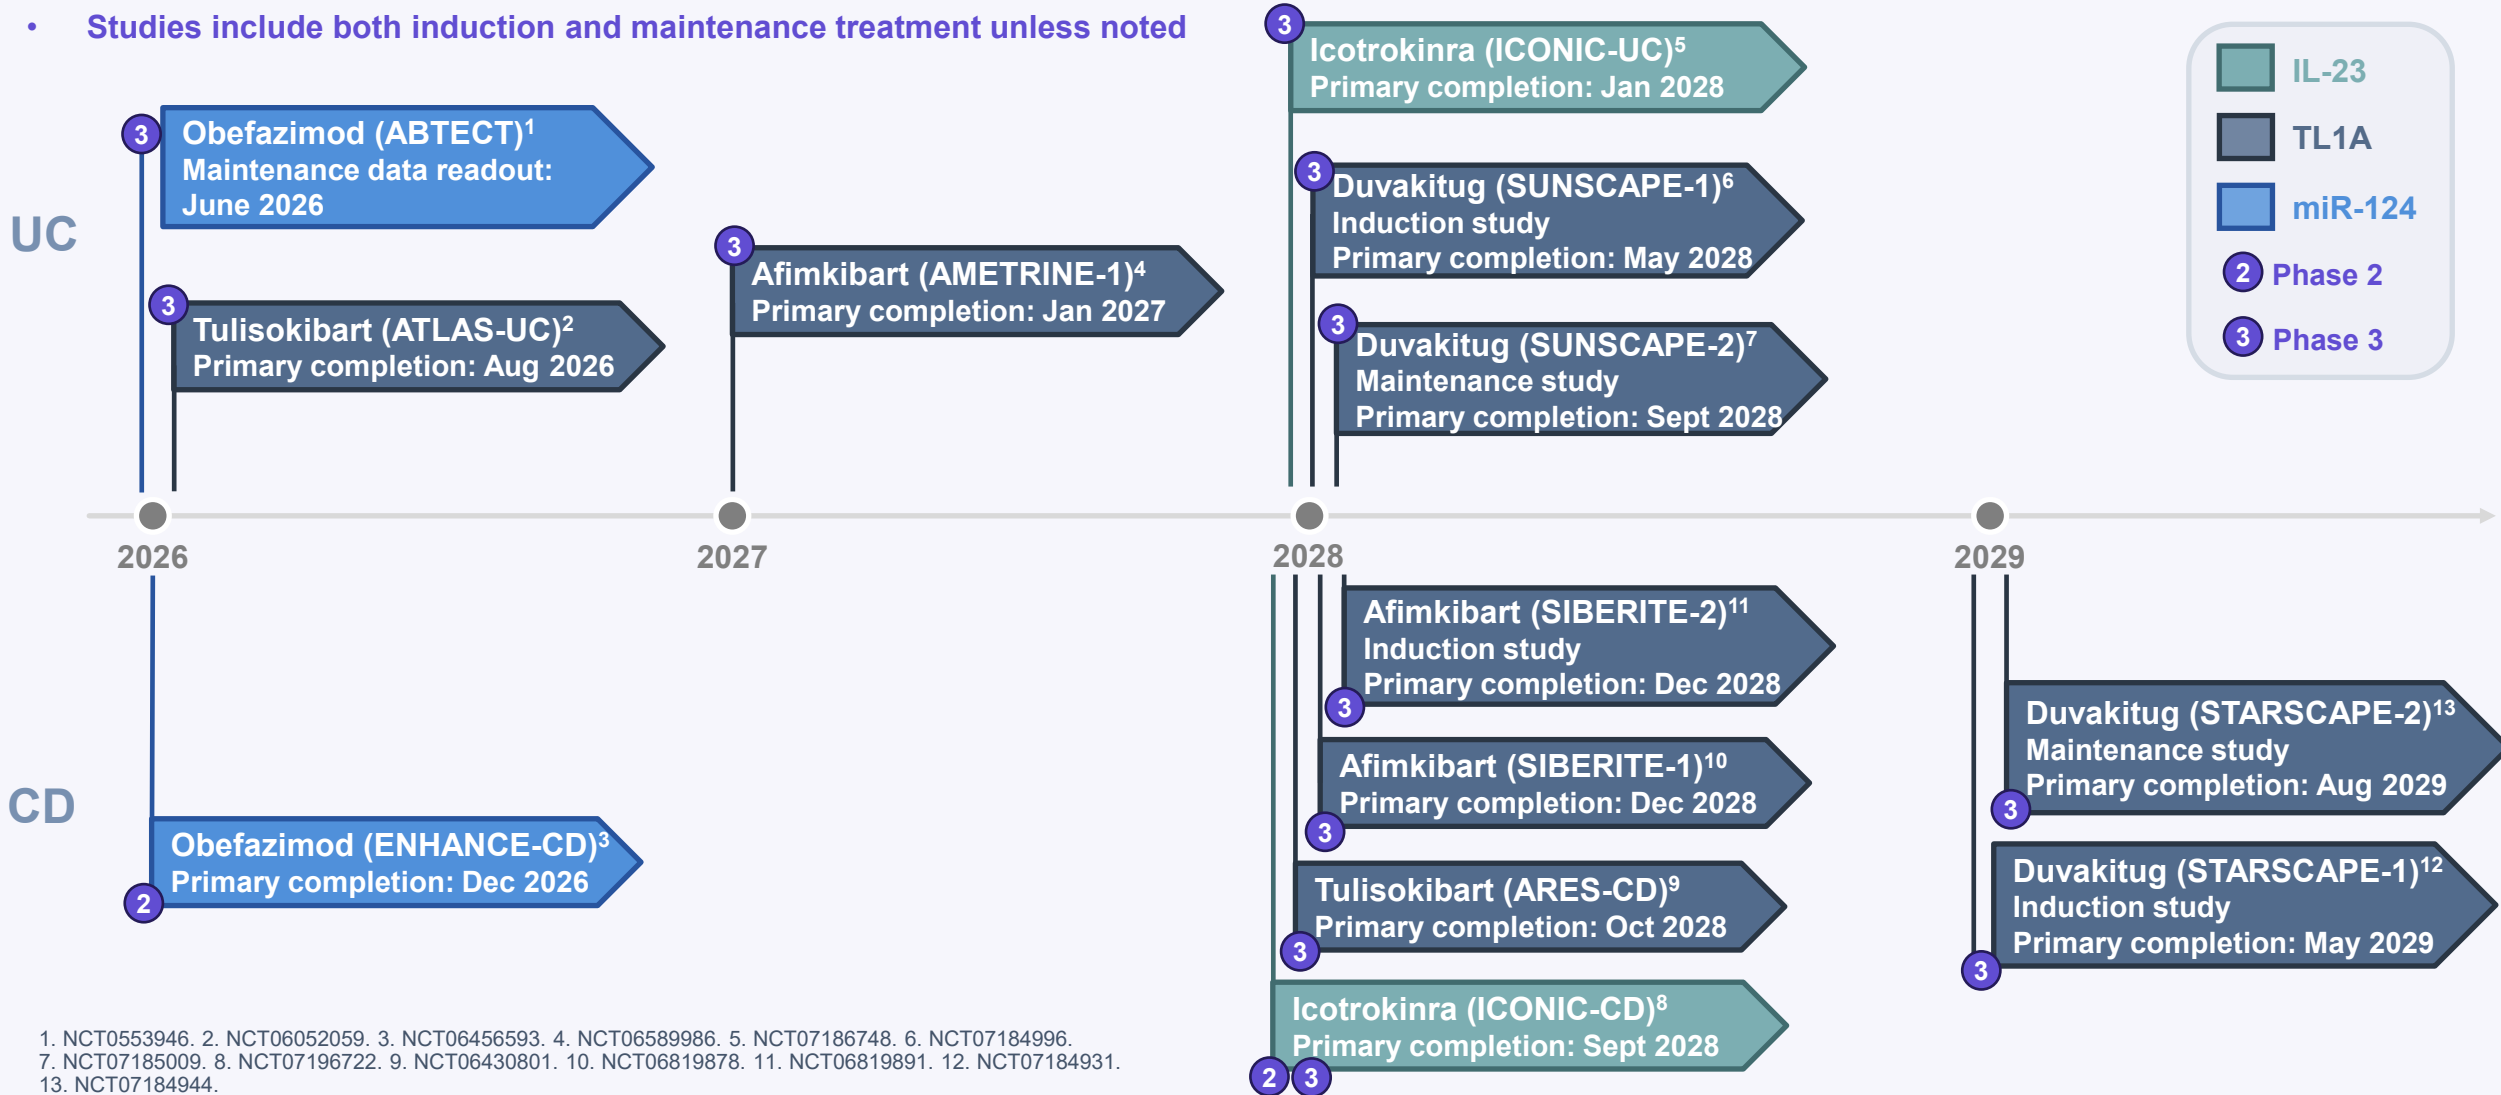 • Studies include both induction and maintenance treatment unless noted
UC
3
Obefazimod (ABTECT)1
Maintenance data readout:
June 2026
3
Tulisokibart (ATLAS-UC)2
Primary completion: Aug 2026
3
Afimkibart (AMETRINE-1)4
Primary completion: Jan 2027
3
Icotrokinra (ICONIC-UC)5
Primary completion: Jan 2028
3
Duvakitug (SUNSCAPE-1)6
Induction study
Primary completion: May 2028
3
Duvakitug (SUNSCAPE-2)7
Maintenance study
Primary completion: Sept 2028
IL-23
TL1A
miR-124
2 Phase 2
3 Phase 3
2026
2027
2028
2029
CD
Obefazimod (ENHANCE-CD)3
Primary completion: Dec 2026
2
Afimkibart (SIBERITE-2)11
Induction study
Primary completion: Dec 2028
3
Afimkibart (SIBERITE-1)10
Primary completion: Dec 2028
3
Tulisokibart (ARES-CD)9
Primary completion: Oct 2028
3
Icotrokinra (ICONIC-CD)8
Primary completion: Sept 2028
2 3
Duvakitug (STARSCAPE-2)13
Maintenance study
Primary completion: Aug 2029
3
Duvakitug (STARSCAPE-1)12
Induction study
Primary completion: May 2029
3
1. NCT0553946. 2. NCT06052059. 3. NCT06456593. 4. NCT06589986. 5. NCT07186748. 6. NCT07184996.
7. NCT07185009. 8. NCT07196722. 9. NCT06430801. 10. NCT06819878. 11. NCT06819891. 12. NCT07184931.
13. NCT07184944.